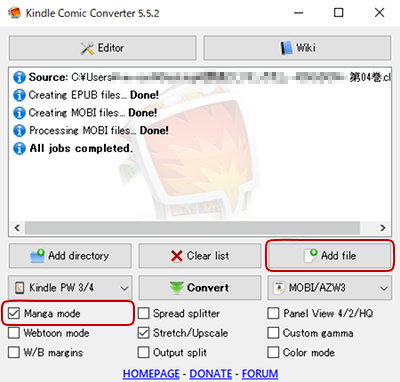 Kindle Comic Converter 5.5.2
Editor
Wiki
Source: C:¥Users 第04巻.cl
Creating EPUB files... Done!
Creating MOBI files... Done!
Processing MOBI files... Done!
All jobs completed.
Add directory
Clear list
Add file
Kindle PW 3/4
Convert
MOBI/AZW3
Manga mode
Spread splitter
Panel View 4/2/HQ
Webtoon mode
Stretch/Upscale
Custom gamma
W/B margins
Output split
Color mode
HOMEPAGE - DONATE - FORUM